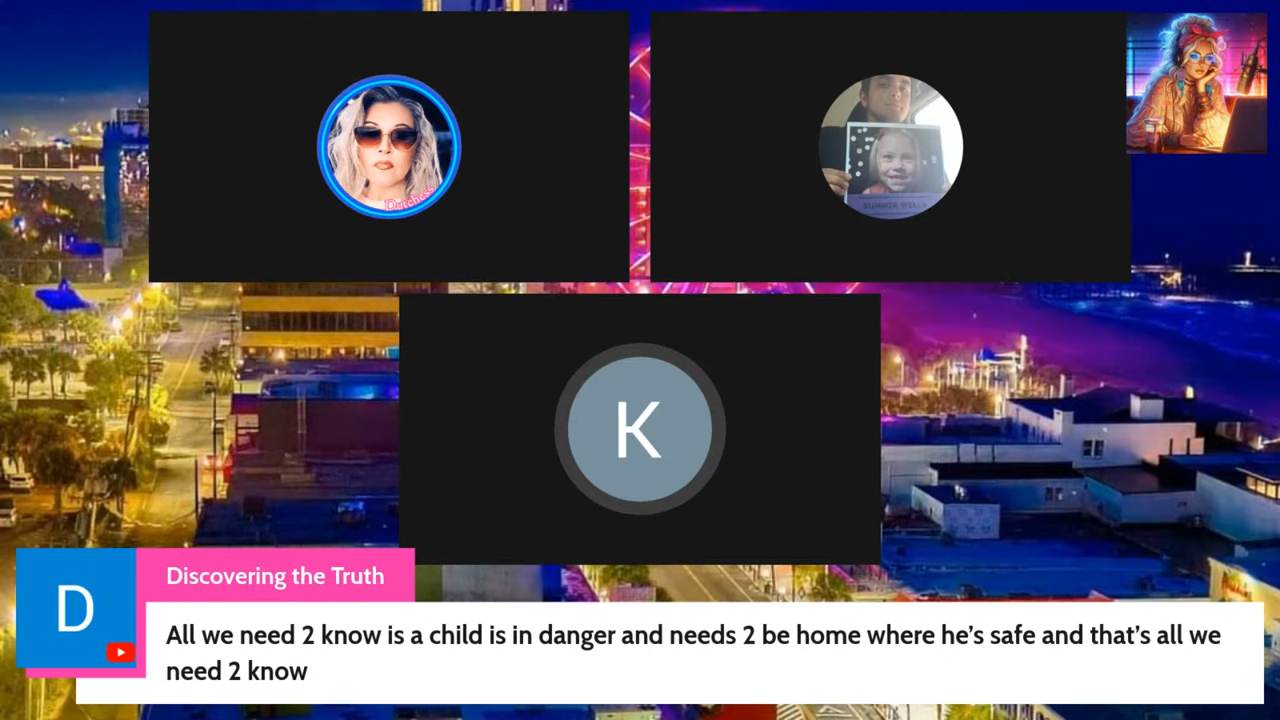 Dutchess
SUMMER WELLS
K
D
Discovering the Truth
All we need 2 know is a child is in danger and needs 2 be home where he's safe and that's all we
need 2 know